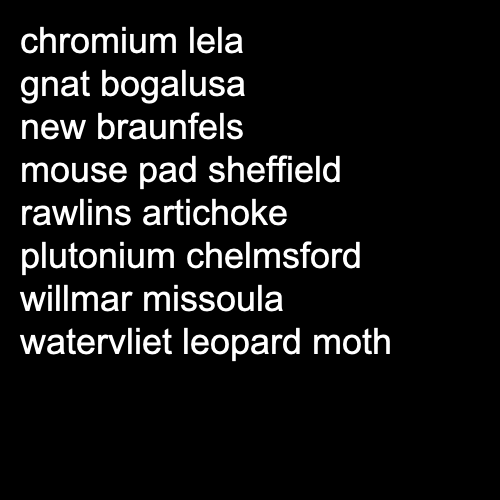 chromium lela
gnat bogalusa
new braunfels
mouse pad sheffield
rawlins artichoke
plutonium chelmsford
willmar missoula
watervliet leopard moth